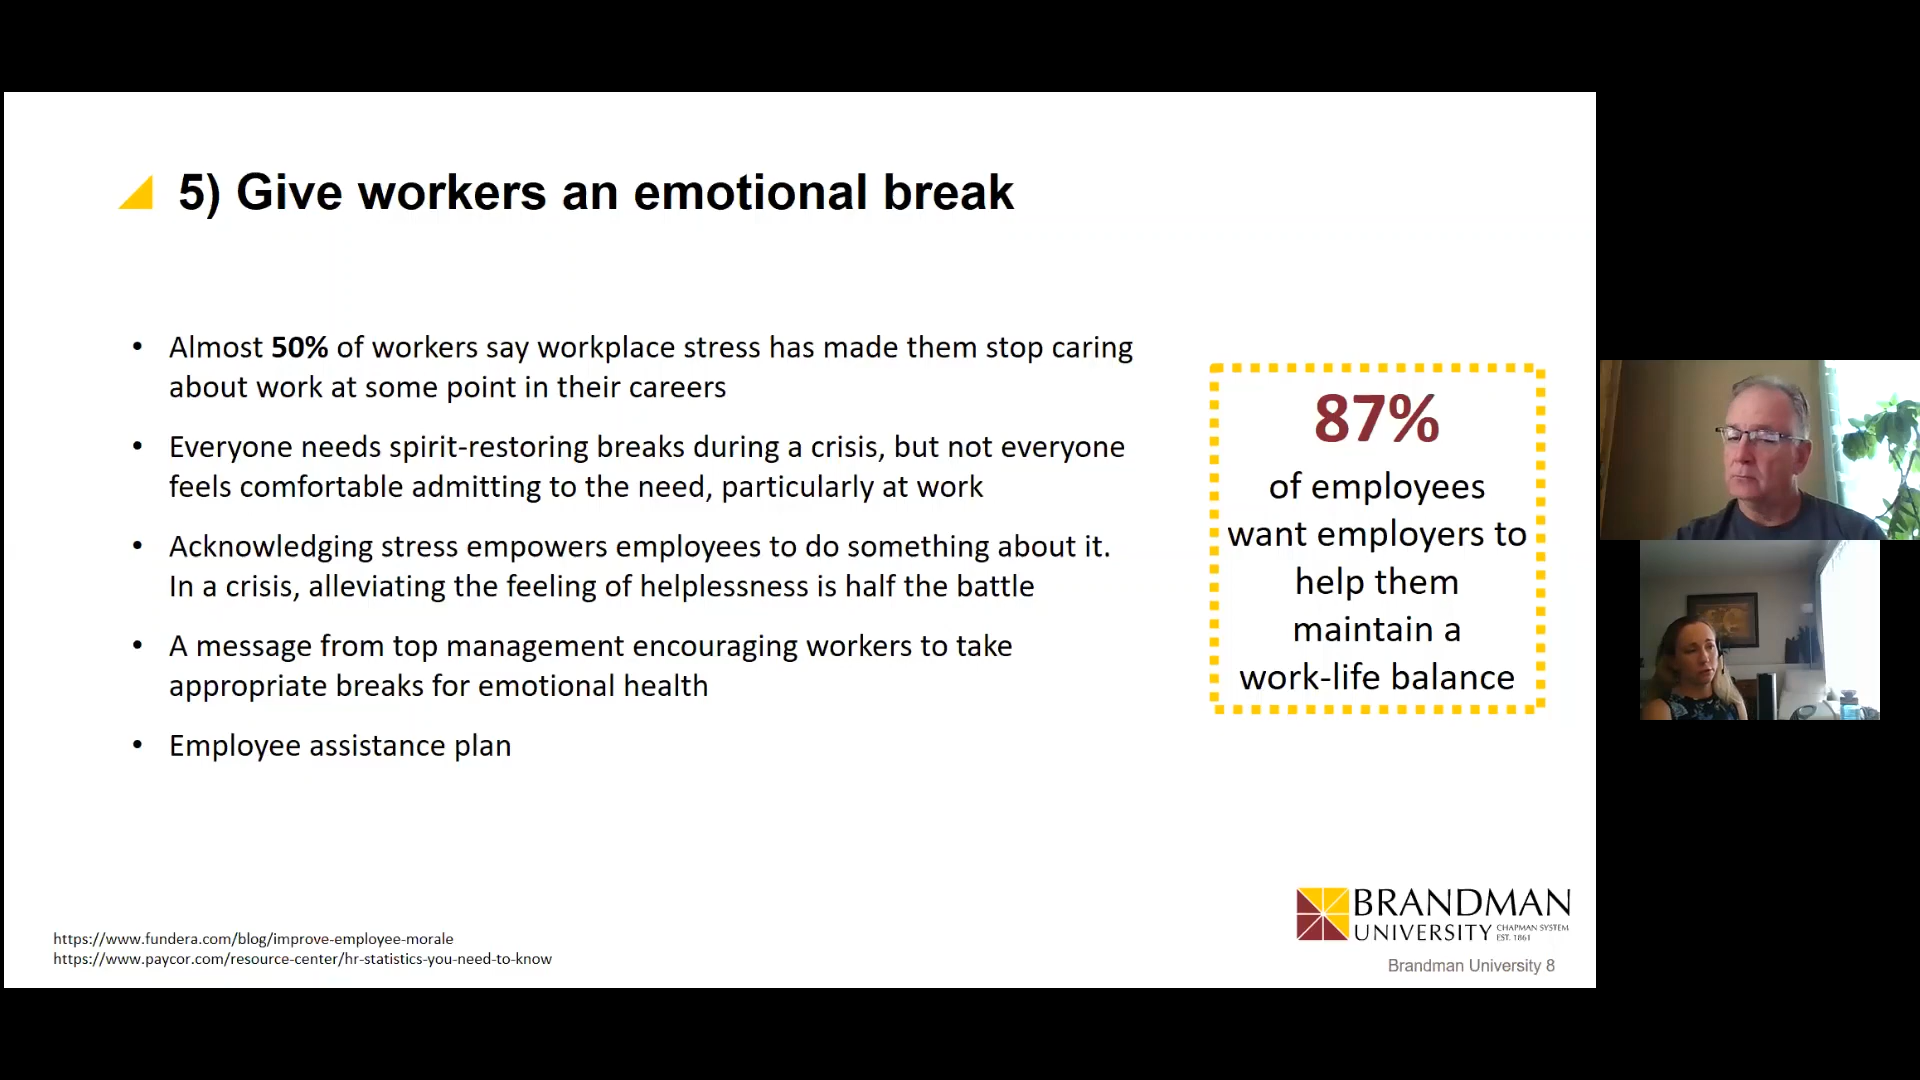 5) Give workers an emotional break
• Almost 50% of workers say workplace stress has made them stop caring
about work at some point in their careers
• Everyone needs spirit-restoring breaks during a crisis, but not everyone
feels comfortable admitting to the need, particularly at work
• Acknowledging stress empowers employees to do something about it.
In a crisis, alleviating the feeling of helplessness is half the battle
• A message from top management encouraging workers to take
appropriate breaks for emotional health
• Employee assistance plan
87%
of employees
want employers to
help them
maintain a
work-life balance
https://www.fundera.com/blog/improve-employee-morale
https://www.paycor.com/resource-center/hr-statistics-you-need-to-know
BRANDMAN
UNIVERSITY CHAPMAN SYSTEM
EST. 1861
Brandman University 8